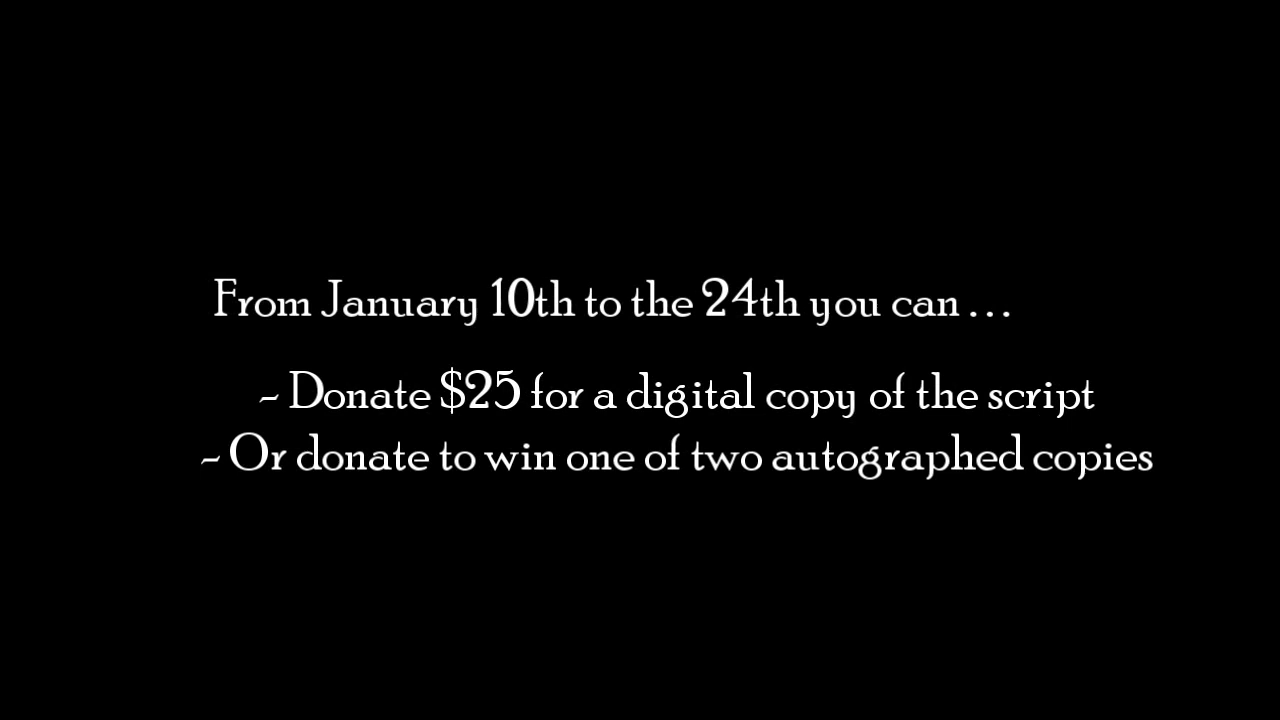 From January 10th to the 24th you can ...
- Donate $25 for a digital copy of the script
- Or donate to win one of two autographed copies